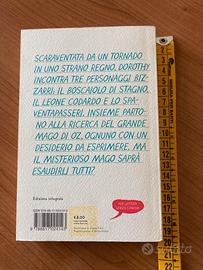 SCARAVENTATA DA UN TORNADO
IN UNO STRANO REGNO, DOROTHY
INCONTRA TRE PERSONAGGI BIZ-
ZARRI: IL BOSCAIOLO DI STAGNO,
IL LEONE CODARDO E LO SPA-
VENTAPASSERI. INSIEME PARTO-
NO ALLA RICERCA DEL GRANDE
MAGO DI OZ, OGNUNO CON UN
DESIDERIO DA ESPRIMERE. MA
IL MISTERIOSO MAGO SAPRÀ
ESAUDIRLI TUTTI?
Edizione integrale
€ 8,00
subito